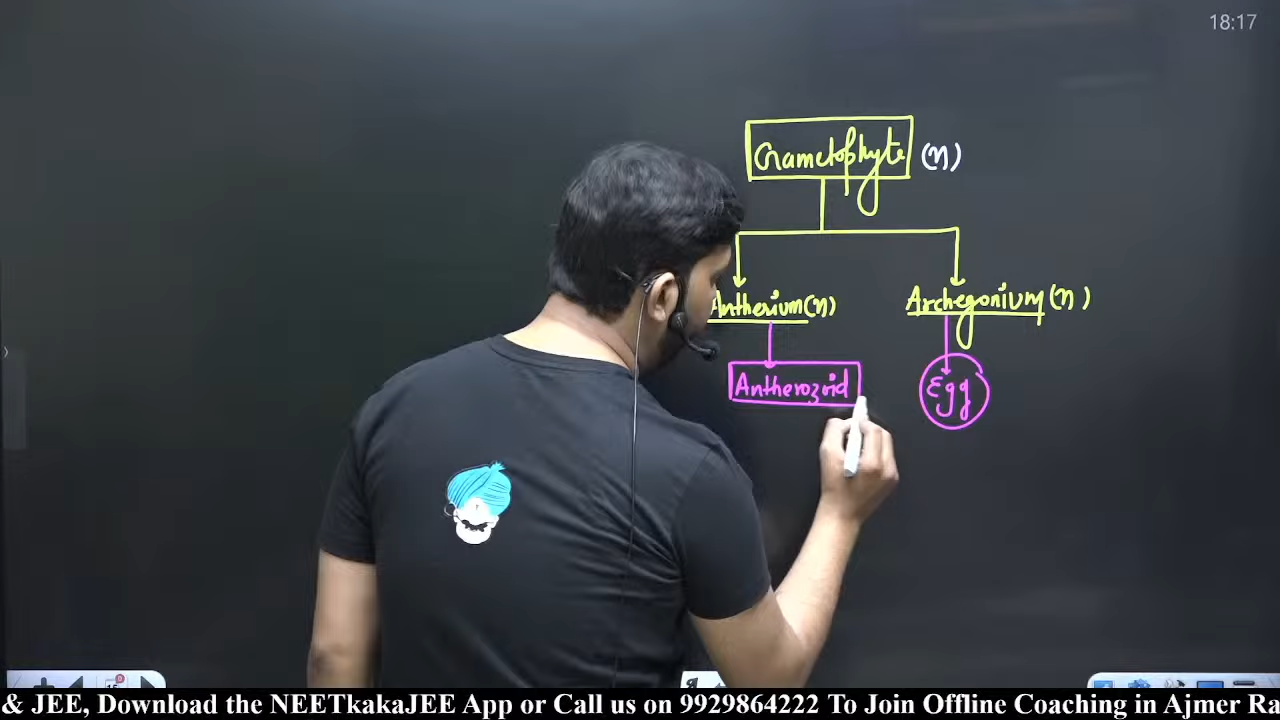 18:17
Gametophyte (n)
Antherium (n) Archegonium (n)
Antherozoid Egg
& JEE, Download the NEETkakaJEE App or Call us on 9929864222 To Join Offline Coaching in Ajmer Ra